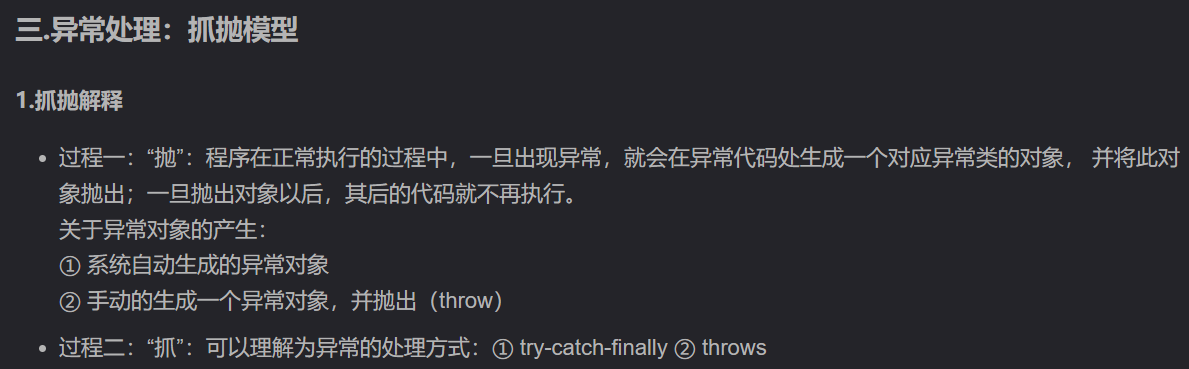 三.异常处理：抓抛模型
1.抓抛解释
• 过程一：“抛”：程序在正常执行的过程中，一旦出现异常，就会在异常代码处生成一个对应异常类的对象， 并将此对
象抛出；一旦抛出对象以后，其后的代码就不再执行。
关于异常对象的产生：
① 系统自动生成的异常对象
② 手动的生成一个异常对象，并抛出（throw）
• 过程二：“抓”：可以理解为异常的处理方式：① try-catch-finally ② throws